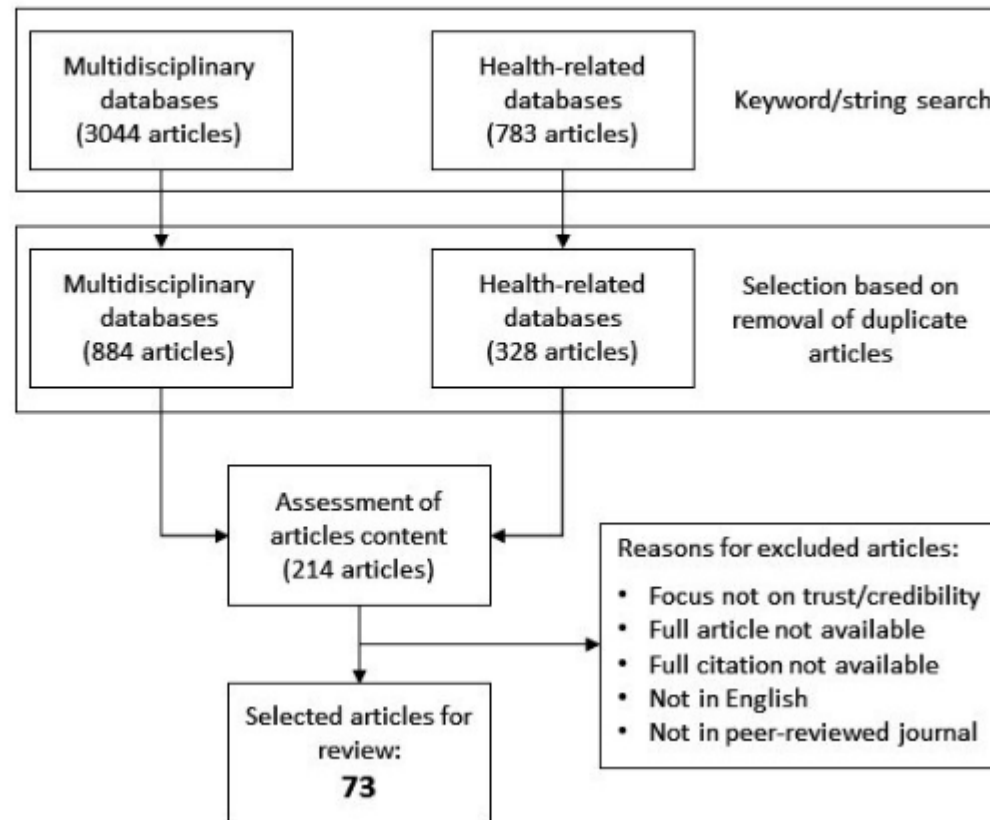 Multidisciplinary
databases
(3044 articles)
Health-related
databases
(783 articles)
Keyword/string search
Multidisciplinary
databases
(884 articles)
Health-related
databases
(328 articles)
Selection based on
removal of duplicate
articles
Assessment of
articles content
(214 articles)
Reasons for excluded articles:
• Focus not on trust/credibility
• Full article not available
• Full citation not available
• Not in English
• Not in peer-reviewed journal
Selected articles for
review:
73